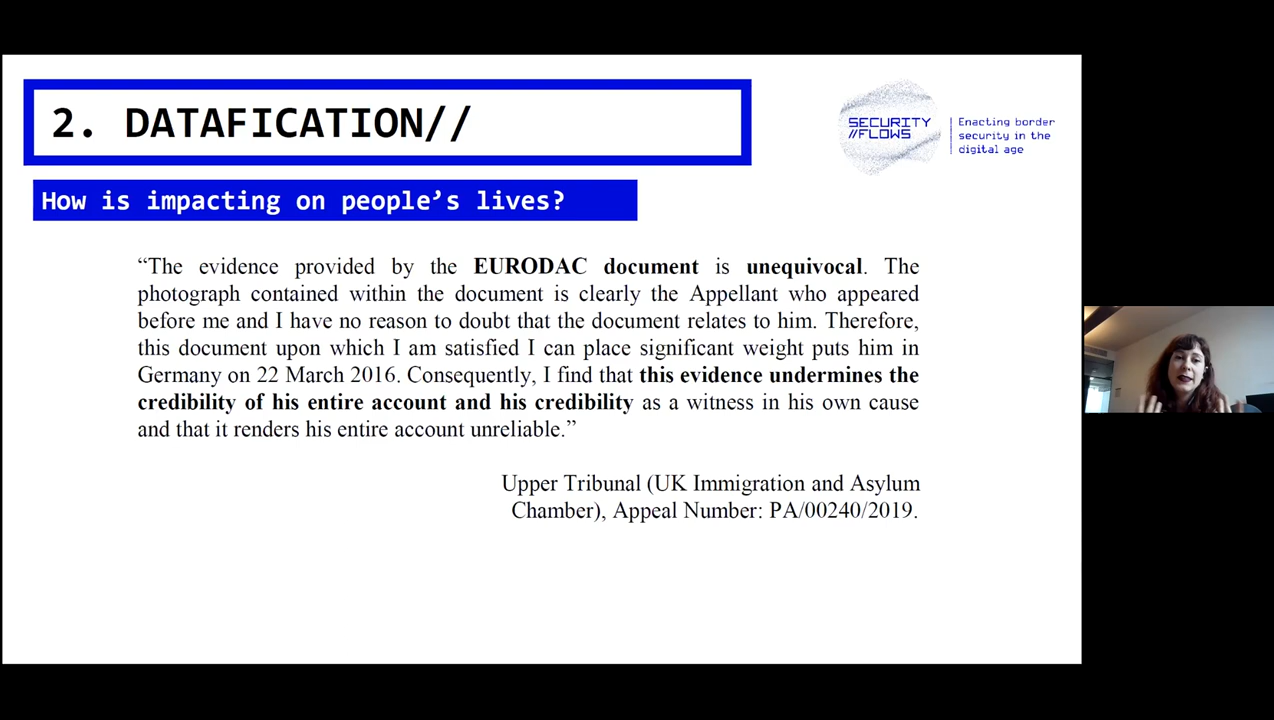 2. DATAFICATION//
SECURITY
//FLOWS
Enacting border
security in the
digital age
How is impacting on people’s lives?
“The evidence provided by the EURODAC document is unequivocal. The
photograph contained within the document is clearly the Appellant who appeared
before me and I have no reason to doubt that the document relates to him. Therefore,
this document upon which I am satisfied I can place significant weight puts him in
Germany on 22 March 2016. Consequently, I find that this evidence undermines the
credibility of his entire account and his credibility as a witness in his own cause
and that it renders his entire account unreliable.”
Upper Tribunal (UK Immigration and Asylum
Chamber), Appeal Number: PA/00240/2019.